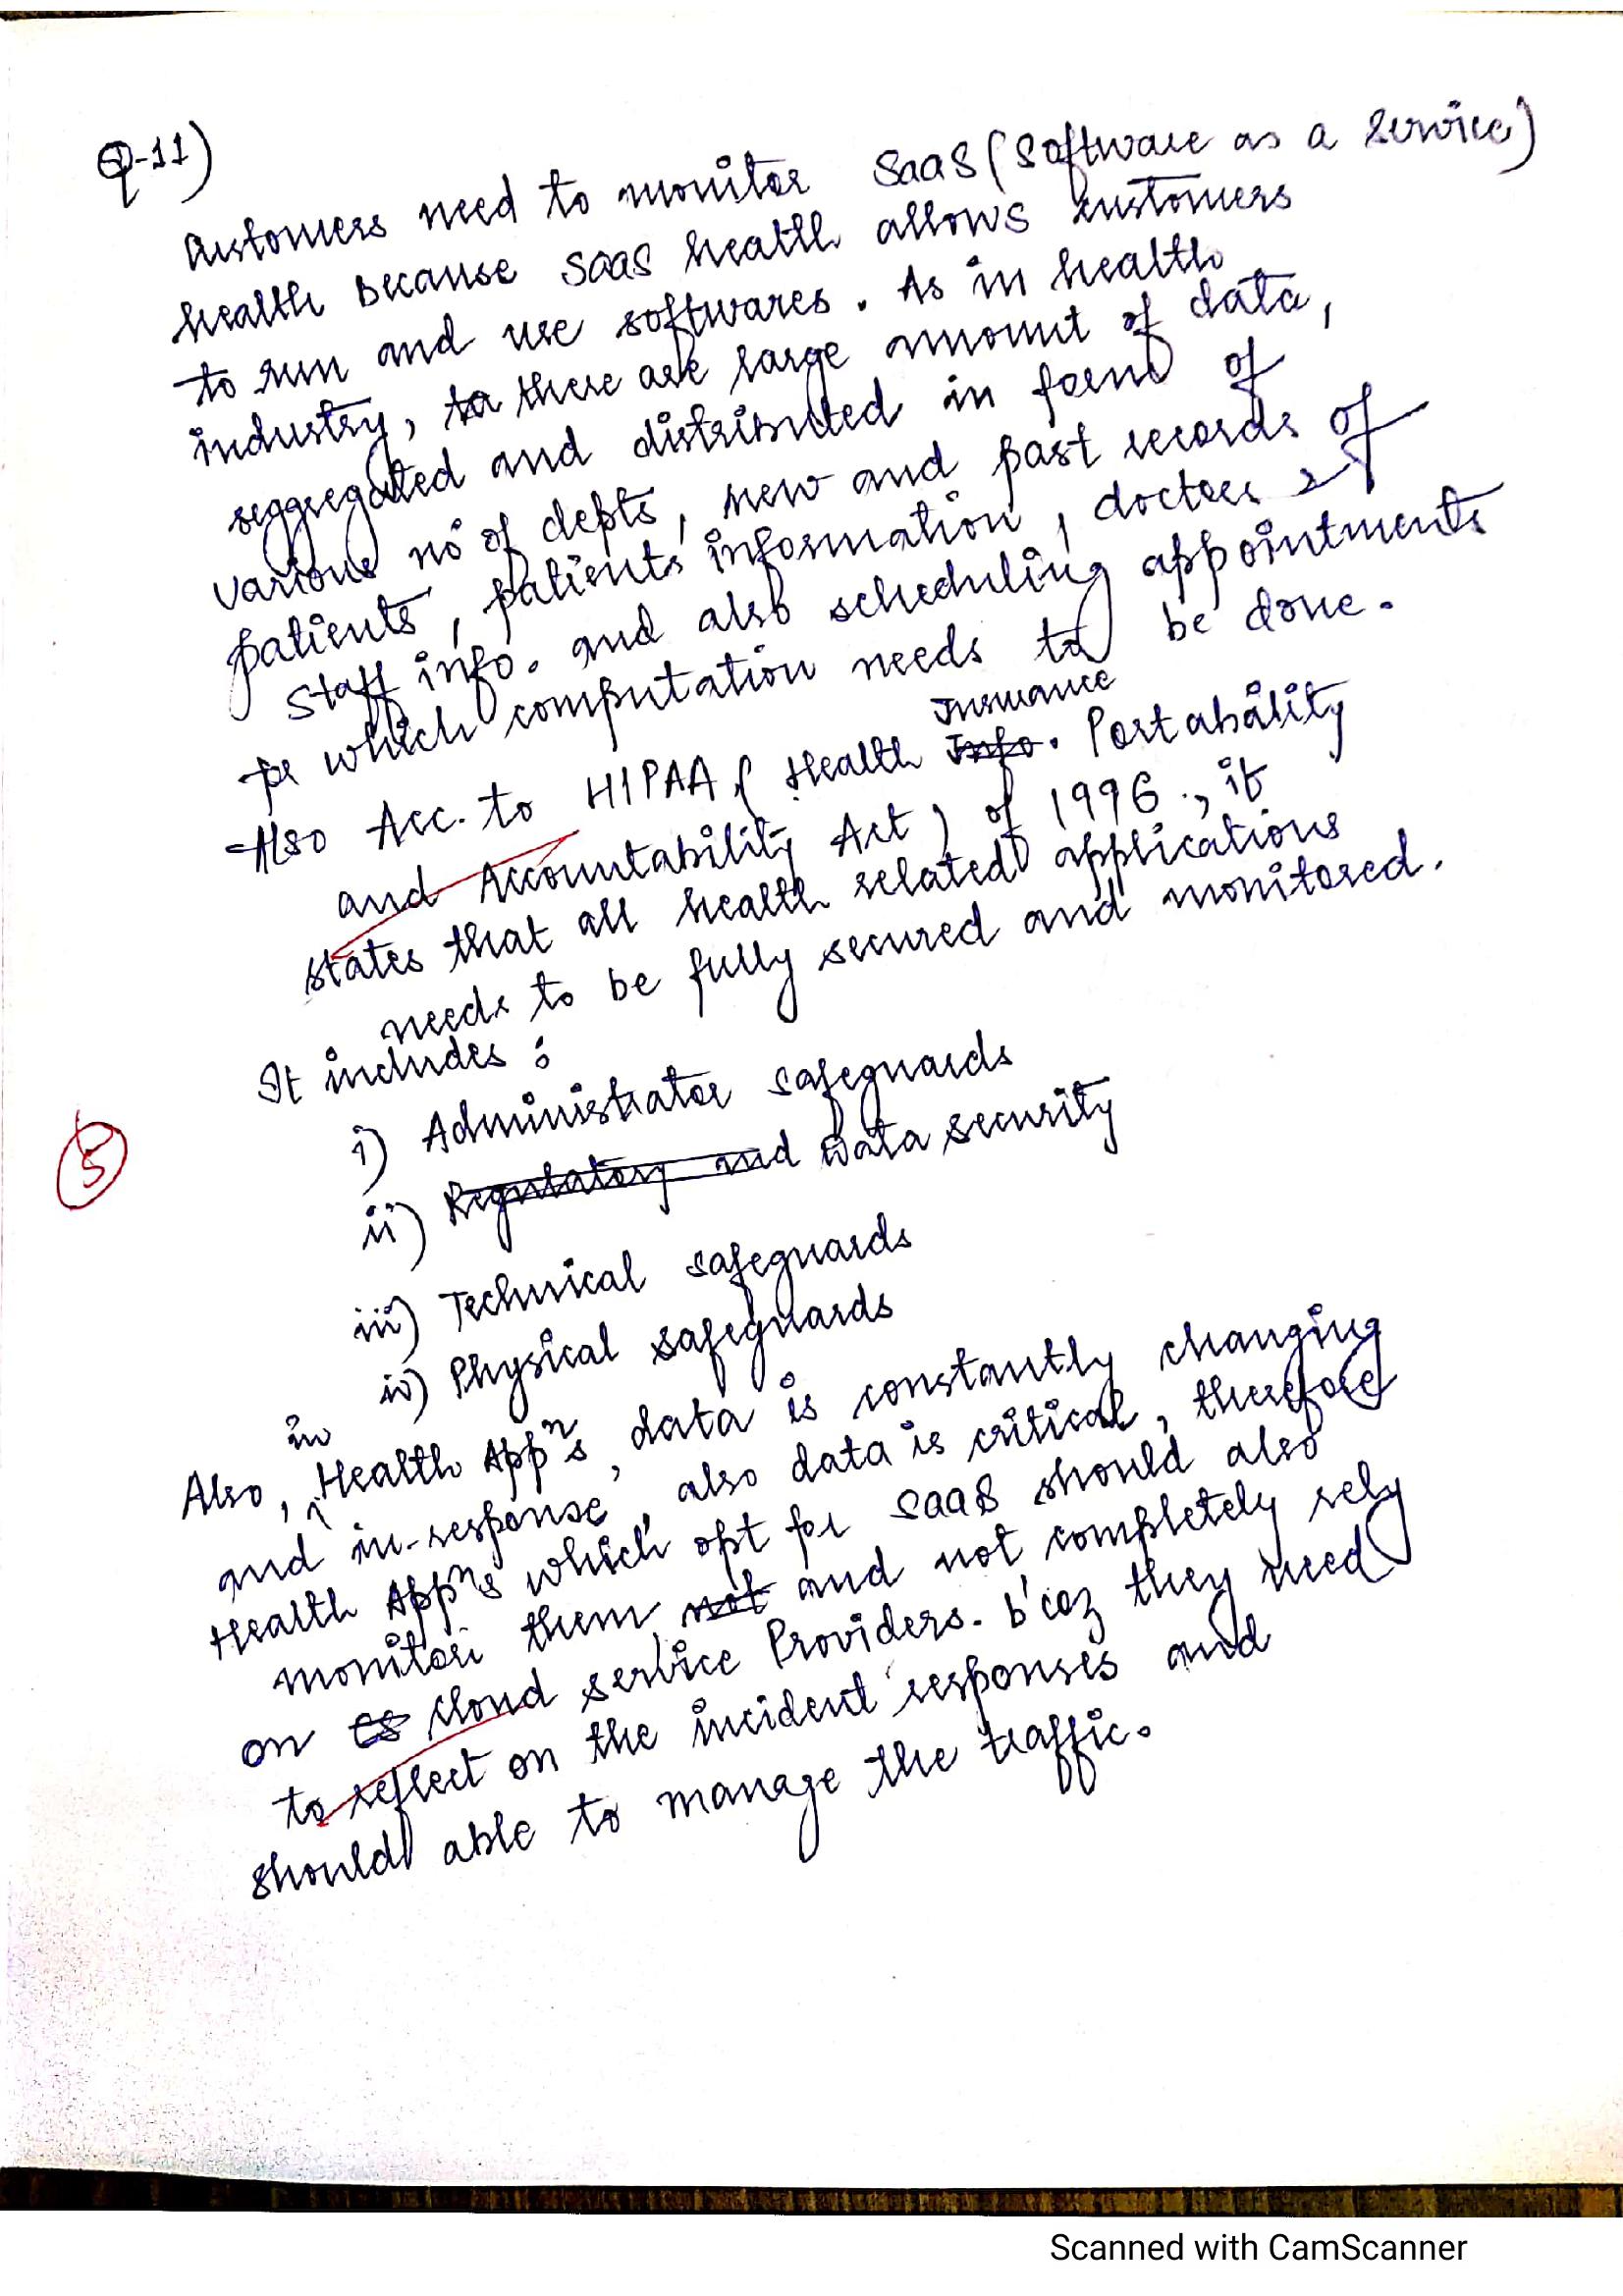 Q-11)
Customers need to monitor SaaS (Software as a Service)
health because SaaS health allows customers
to run and use softwares. As in health
industry, there are large amount of data,
seggregated and distributed in form of
various no of depts, new and past records of
patients, patients' information, doctors &
staff info. and also scheduling appointments of
which computation needs to be done.
Also Acc. to HIPAA ( Health Insurance Portability
and Accountability Act ) of 1996., it
states that all health related applications
needs to be fully secured and monitored.
It includes :
i) Administrator safeguards
ii) Regulatory and Data security
5
iii) Technical safeguards
iv) Physical safeguards
Also, in Health Appⁿs, data is constantly changing
and in-response, also data is critical, therefore
Health Appⁿs which opt for SaaS should also
monitor them not and not completely rely
on cs cloud service Providers. b'coz they need
to reflect on the incident responses and
should able to manage the traffic.
Scanned with CamScanner